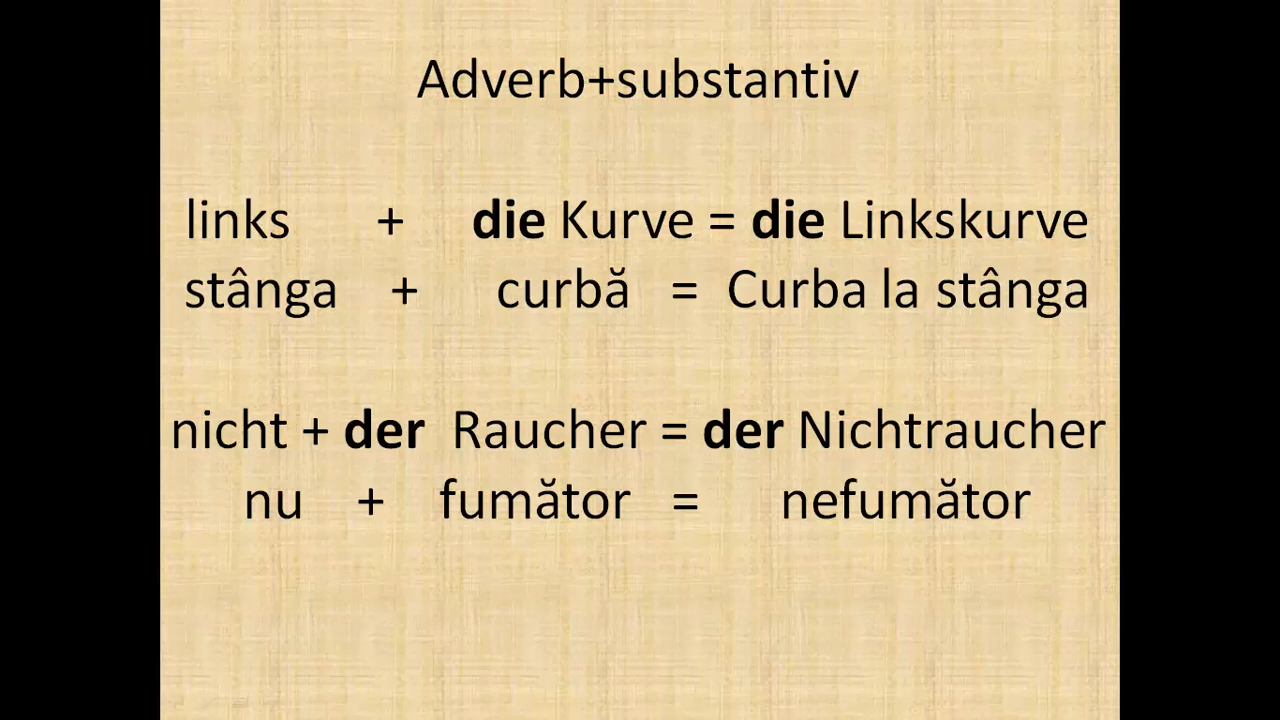 Adverb+substantiv
links + die Kurve = die Linkskurve
stânga + curbă = Curba la stânga
nicht + der Raucher = der Nichtraucher
nu + fumător = nefumător